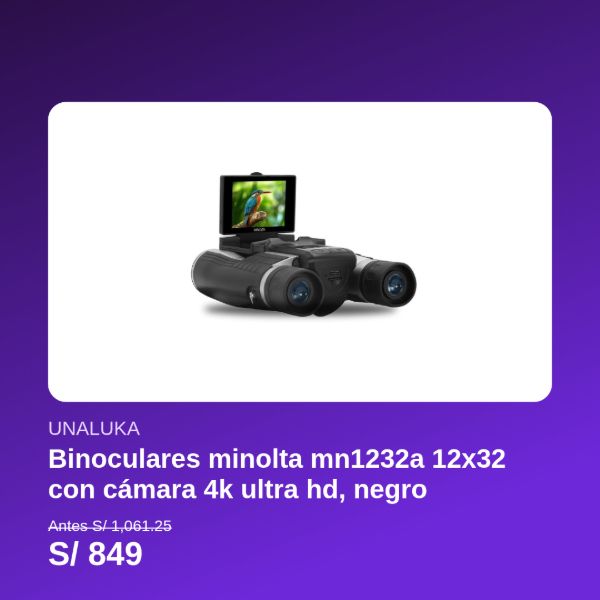 UNALUKA
Binoculares minolta mn1232a 12x32
con cámara 4k ultra hd, negro
Antes S/ 1,061.25
S/ 849